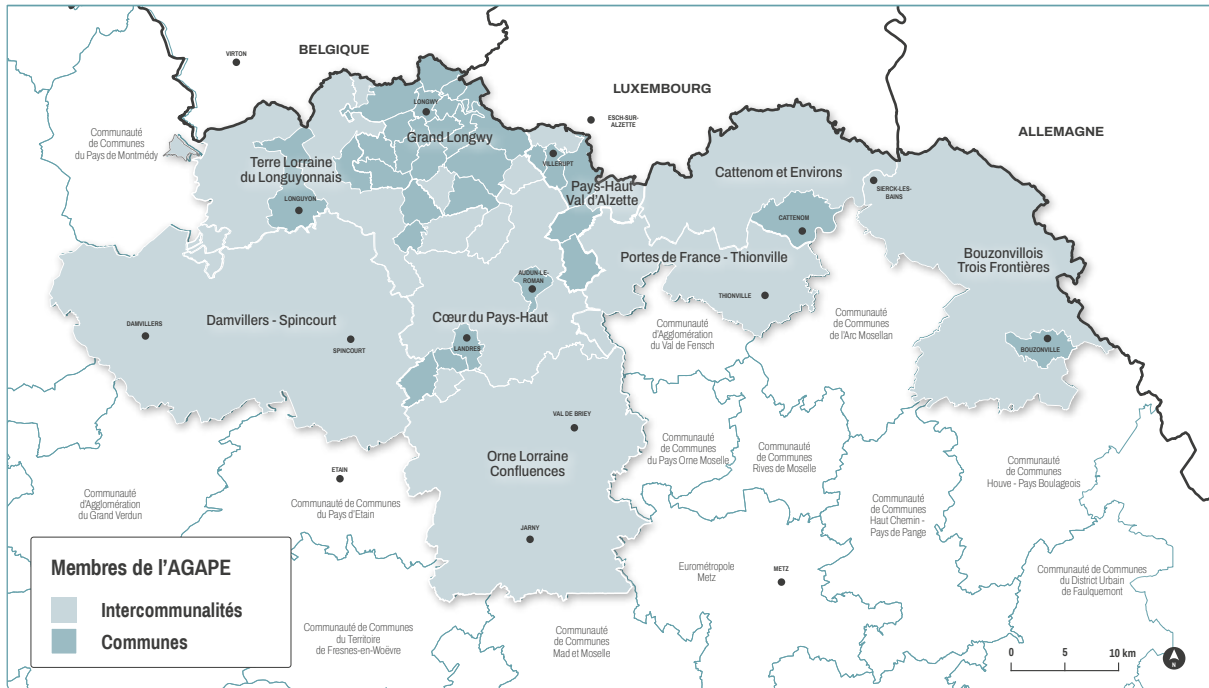 BELGIQUE
VIRTON
LUXEMBOURG
ESCH-SUR-
ALZETTE
ALLEMAGNE
LONGWY
Grand Longwy
Communauté
de Communes
du Pays de Montmédy
Terre Lorraine
du Longuyonnais
LONGUYON
VILLERUPT
Pays-Haut
Val d'Alzette
Cattenom et Environs
SIERCK-LES-
BAINS
CATTENOM
Portes de France - Thionville
THIONVILLE
Bouzonvillois
Trois Frontières
BOUZONVILLE
AUDUN-LE-
ROMAN
Cœur du Pays-Haut
LANDRES
Damvillers - Spincourt
DAMVILLERS
SPINCOURT
Communauté
d'Agglomération
du Val de Fensch
Communauté
de Communes
de l'Arc Mosellan
VAL DE BRIEY
Orne Lorraine
Confluences
JARNY
Communauté
de Communes
du Pays Orne Moselle
Communauté
de Communes
Rives de Moselle
Communauté
de Communes
Houve - Pays Boulageois
ETAIN
Communauté de Communes
du Pays d'Etain
Communauté
d'Agglomération
du Grand Verdun
Communauté
de Communes
Haut Chemin -
Pays de Pange
Eurométropole
Metz
METZ
Communauté de Communes
du District Urbain
de Faulquemont
Communauté de Communes
du Territoire
de Fresnes-en-Woëvre
Communauté
de Communes
Mad et Moselle
Membres de l'AGAPE
Intercommunalités
Communes
0 5 10 km
N